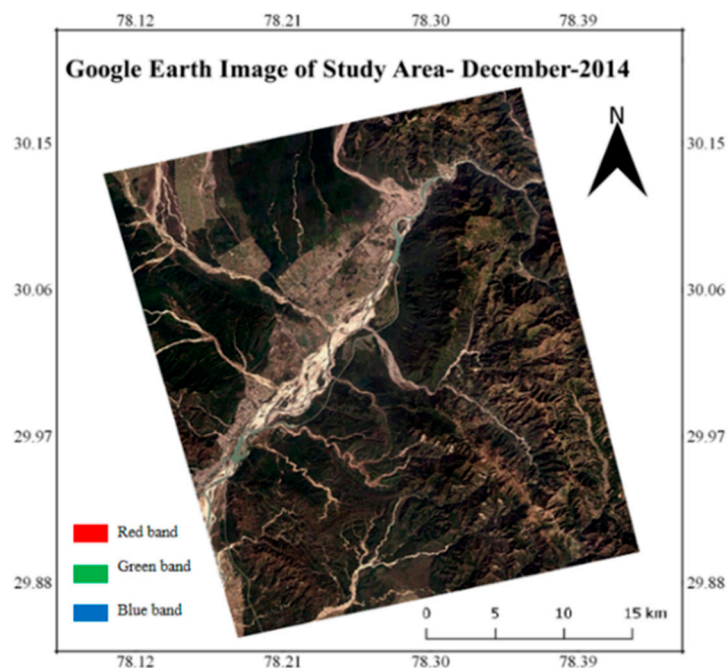 78.12 78.21 78.30 78.39
Google Earth Image of Study Area- December-2014
N
30.15 30.15
30.06 30.06
29.97 29.97
Red band
Green band
29.88 29.88
Blue band
0 5 10 15 km
78.12 78.21 78.30 78.39